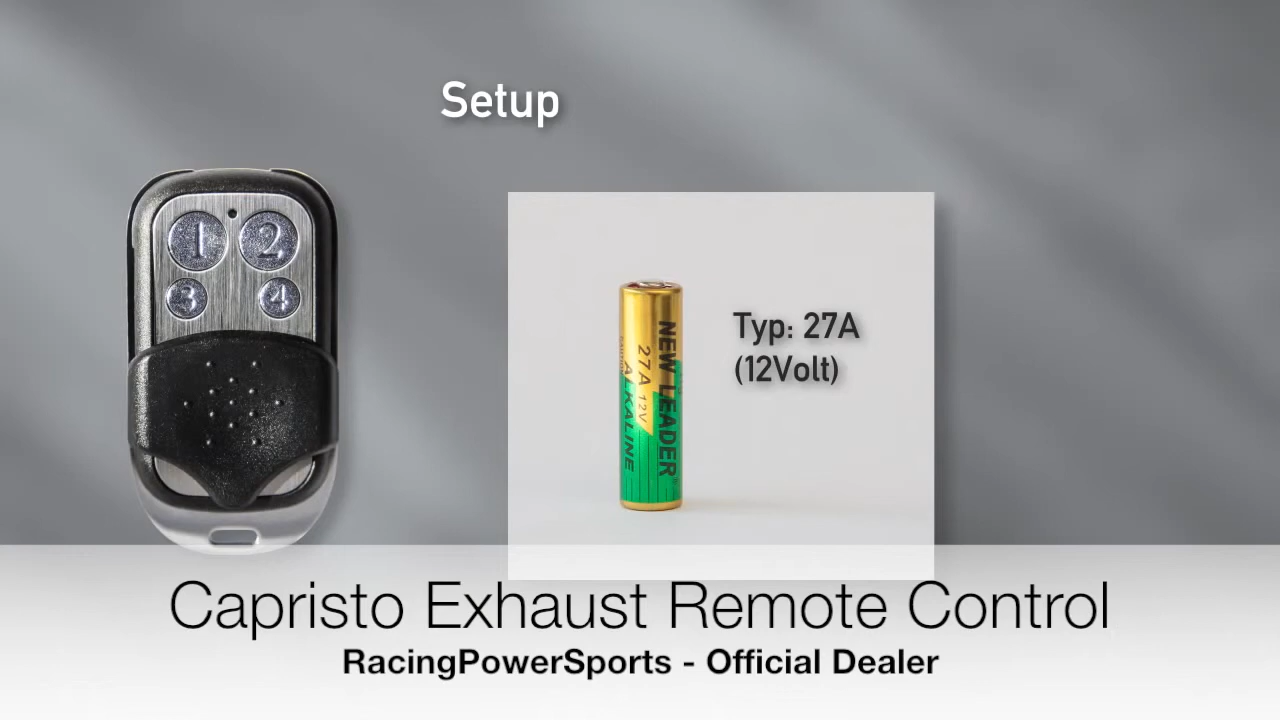 Setup
1 2
3 4
Typ: 27A
(12Volt)
NEW LEADER
27A 12V
ALKALINE
Capristo Exhaust Remote Control
RacingPowerSports - Official Dealer